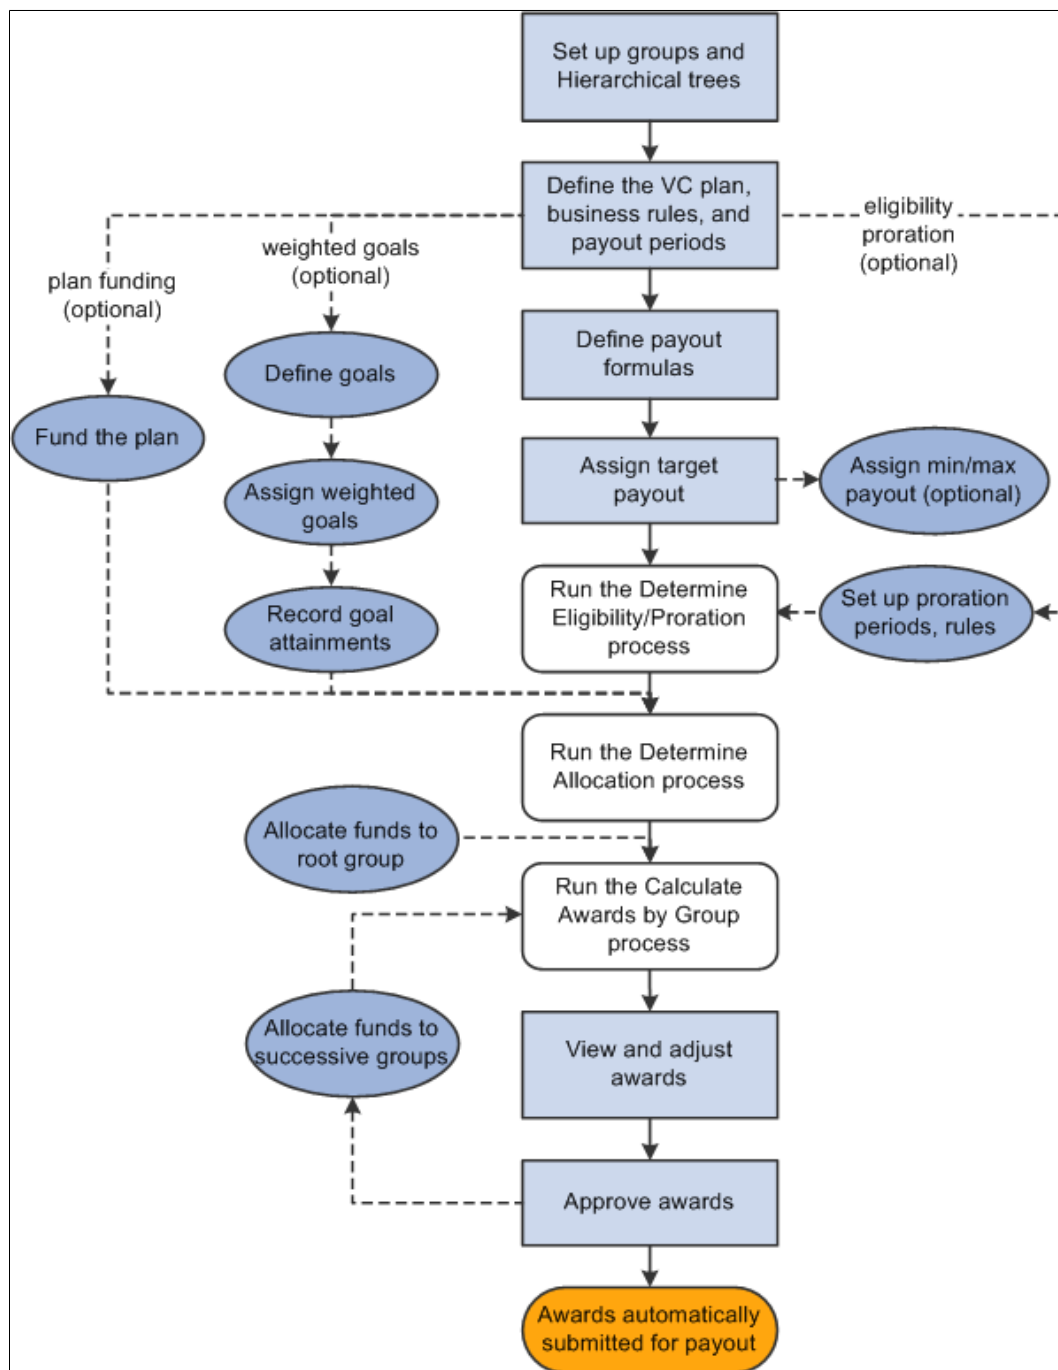 Set up groups and
Hierarchical trees
Define the VC plan,
business rules, and
payout periods
eligibility
proration
(optional)
weighted goals
(optional)
plan funding
(optional)
Define goals
Define payout
formulas
Fund the plan
Assign weighted
goals
Assign target
payout
Assign min/max
payout (optional)
Record goal
attainments
Run the Determine
Eligibility/Proration
process
Set up proration
periods, rules
Run the Determine
Allocation process
Allocate funds to
root group
Run the Calculate
Awards by Group
process
Allocate funds to
successive groups
View and adjust
awards
Approve awards
Awards automatically
submitted for payout